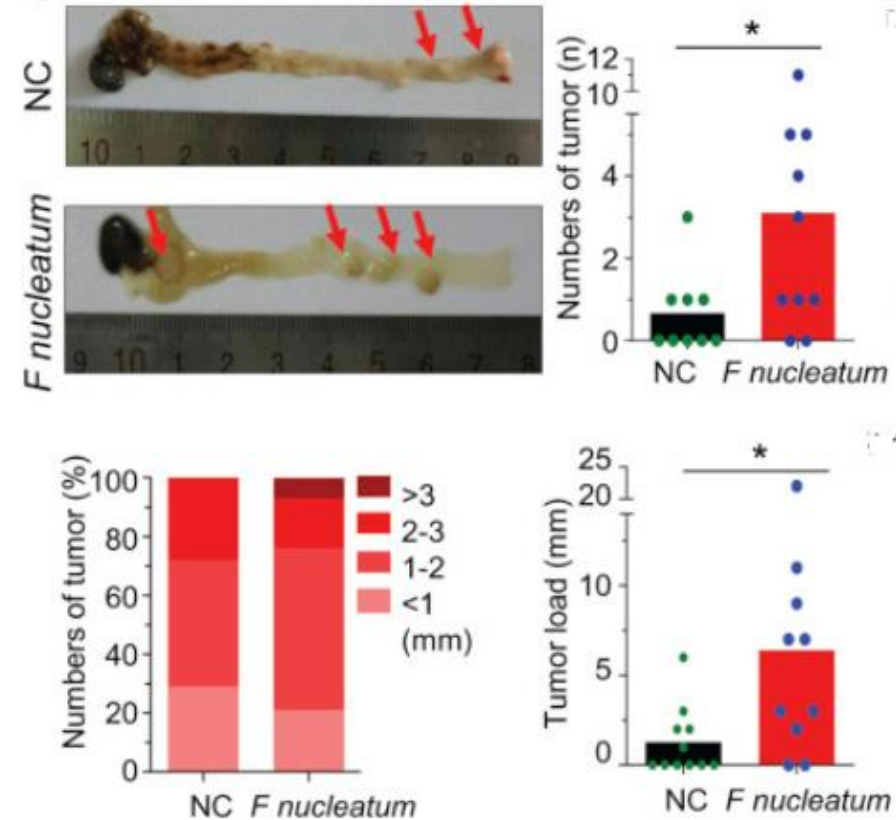 NC
10 1 2 3 4 5 6 7 8 9
F nucleatum
9 10 1 2 3 4 5 6 7 8
Numbers of tumor (n)
12
10
4
2
0
*
NC F nucleatum
Numbers of tumor (%)
100
80
60
40
20
0
>3
2-3
1-2
<1
(mm)
NC F nucleatum
Tumor load (mm)
25
20
10
5
0
*
NC F nucleatum